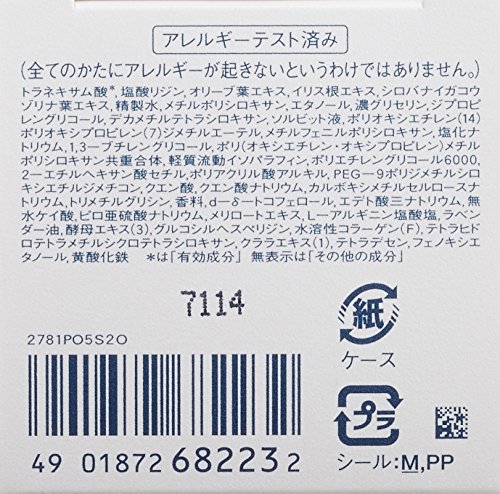 アレルギーテスト済み
(全てのかたにアレルギーが起きないというわけではありません。)
トラネキサム酸*, 塩酸リジン, オリーブ葉エキス, イリス根エキス, シロバナイガコウ
ゾリナ葉エキス, 精製水, メチルポリシロキサン, エタノール, 濃グリセリン, ジプロピ
レングリコール, デカメチルテトラシロキサン, ソルビット液, ポリオキシエチレン(14)
ポリオキシプロピレン(7)ジメチルエーテル, メチルフェニルポリシロキサン, 塩化ナ
トリウム, 1,3-ブチレングリコール, ポリ(オキシエチレン・オキシプロピレン)メチル
ポリシロキサン共重合体, 軽質流動イソパラフィン, ポリエチレングリコール6000,
2-エチルヘキサン酸セチル, ポリアクリル酸アルキル, PEG-9ポリジメチルシロ
キシエチルジメチコン, クエン酸, クエン酸ナトリウム, カルボキシメチルセルロースナ
トリウム, トリメチルグリシン, 香料, d-δ-トコフェロール, エデト酸三ナトリウム, 無
水ケイ酸, ピロ亜硫酸ナトリウム, メリロートエキス, L-アルギニン塩酸塩, ラベン
ダー油, 酵母エキス(3), グルコシルヘスペリジン, 水溶性コラーゲン(F), テトラヒド
ロテトラメチルシクロテトラシロキサン, クララエキス(1), テトラデセン, フェノキシエ
タノール, 黄酸化鉄 *は「有効成分」 無表示は「その他の成分」
7114
紙
ケース
2781P05S20
プラ
4 901872 682232
シール:M,PP